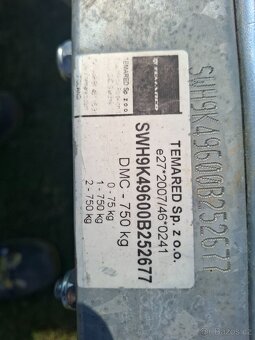 TEMARED
TEMARED Sp. z o.o.
TEMARED Sp. z o.o.
e27*2007/46*0241
SWH9K49600B252677
DMC - 750 kg
0 - 75 kg
1 - 750 kg
2 - 750 kg
SWH9K49600B252677